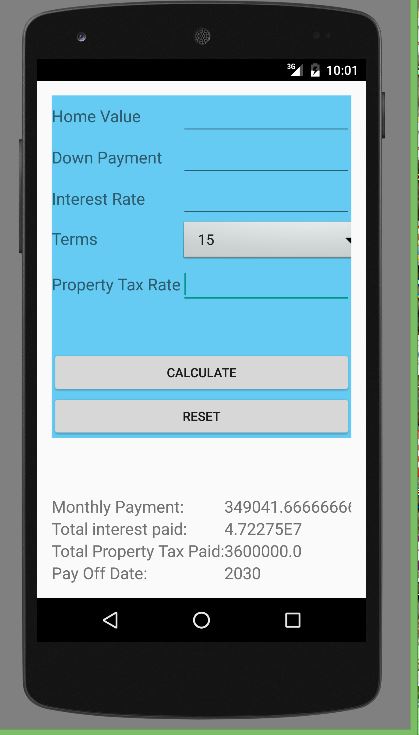 3G 10:01
Home Value
Down Payment
Interest Rate
Terms 15
Property Tax Rate
CALCULATE
RESET
Monthly Payment: 349041.66666666
Total interest paid: 4.72275E7
Total Property Tax Paid:3600000.0
Pay Off Date: 2030